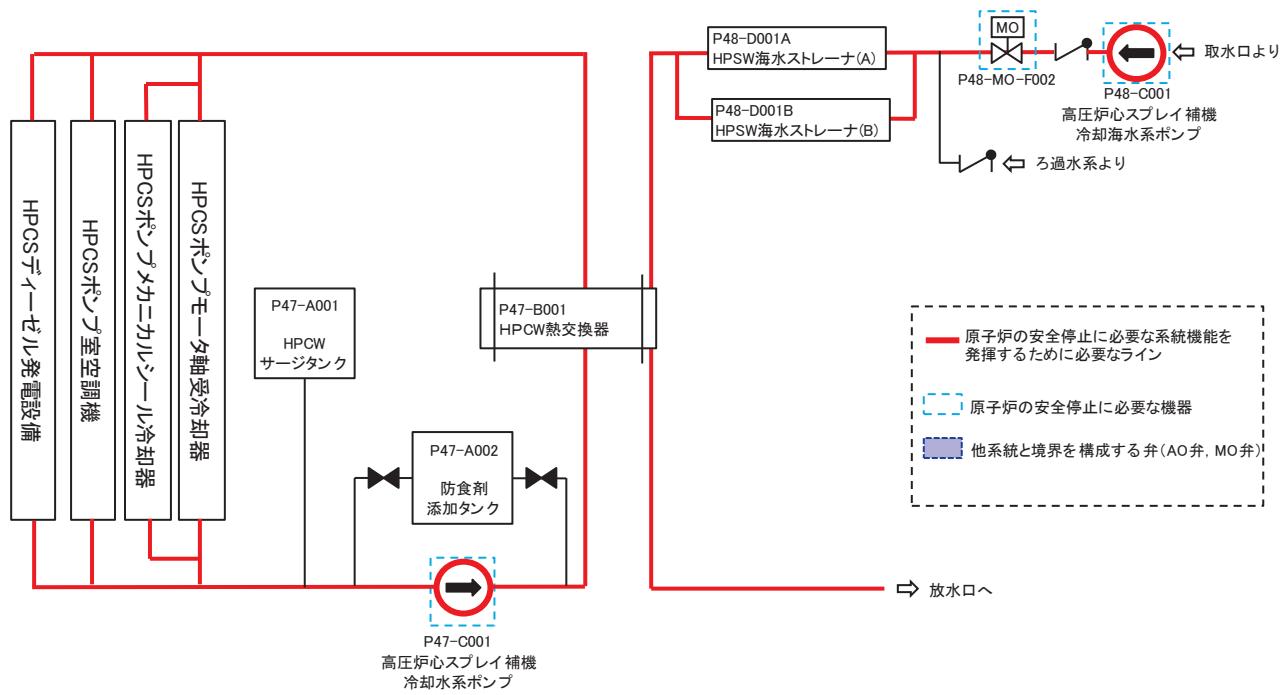 HPCSディーゼル発電設備
HPCSポンプ室空調機
HPCSポンプメカニカルシール冷却器
HPCSポンプモータ軸受冷却器
P47-A001
HPCW
サージタンク
P47-A002
防食剤
添加タンク
P47-C001
高圧炉心スプレイ補機
冷却水系ポンプ
P47-B001
HPCW熱交換器
P48-D001A
HPSW海水ストレーナ(A)
P48-D001B
HPSW海水ストレーナ(B)
MO
P48-MO-F002
取水口より
P48-C001
高圧炉心スプレイ補機
冷却海水系ポンプ
ろ過水系より
原子炉の安全停止に必要な系統機能を
発揮するために必要なライン
原子炉の安全停止に必要な機器
他系統と境界を構成する弁(AO弁, MO弁)
放水口へ